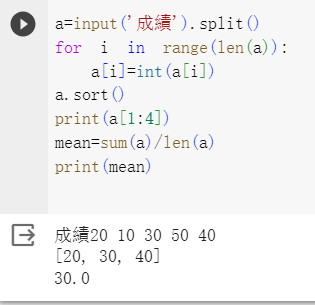 a=input('成績').split()
for i in range(len(a)):
    a[i]=int(a[i])
a.sort()
print(a[1:4])
mean=sum(a)/len(a)
print(mean)
成績20 10 30 50 40
[20, 30, 40]
30.0